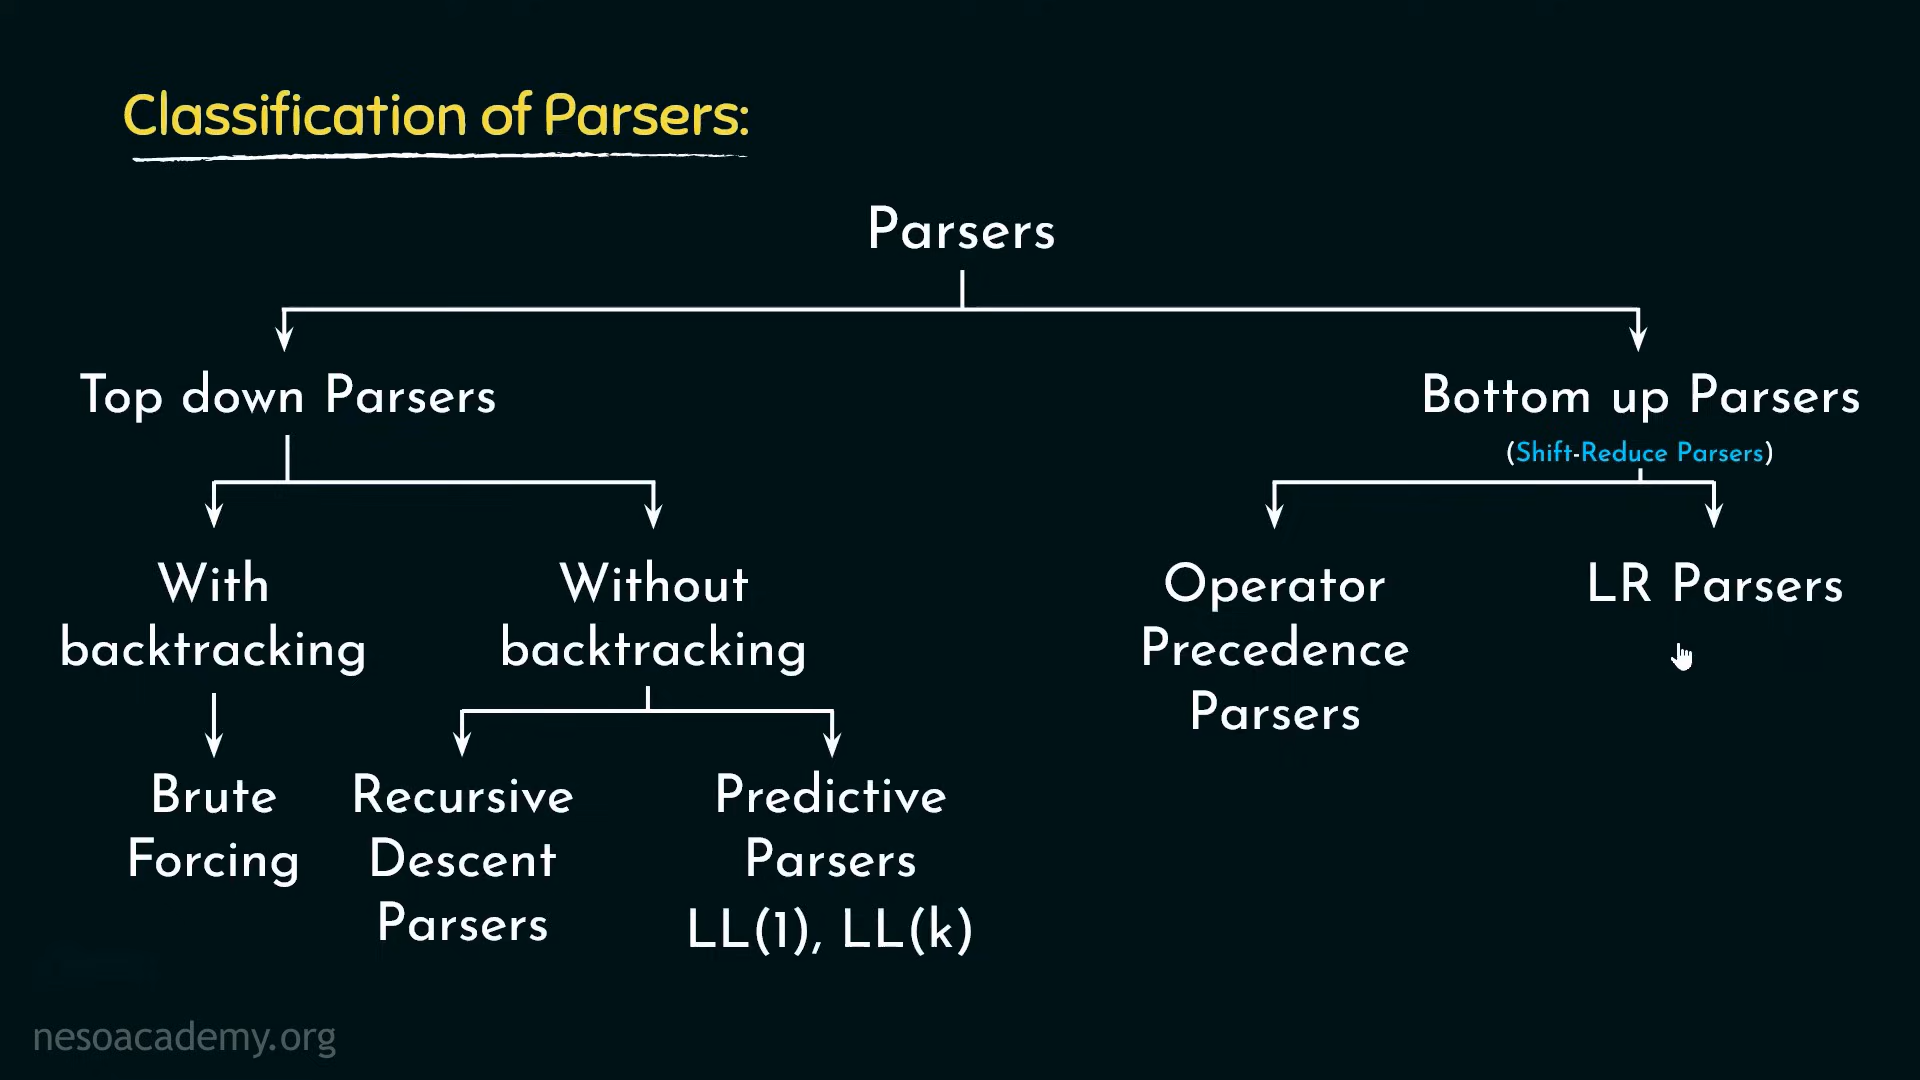 Classification of Parsers:
Parsers
Top down Parsers
Bottom up Parsers
(Shift-Reduce Parsers)
With
backtracking
Without
backtracking
Operator
Precedence
Parsers
LR Parsers
Brute
Forcing
Recursive
Descent
Parsers
Predictive
Parsers
LL(1), LL(k)
nesoacademy.org